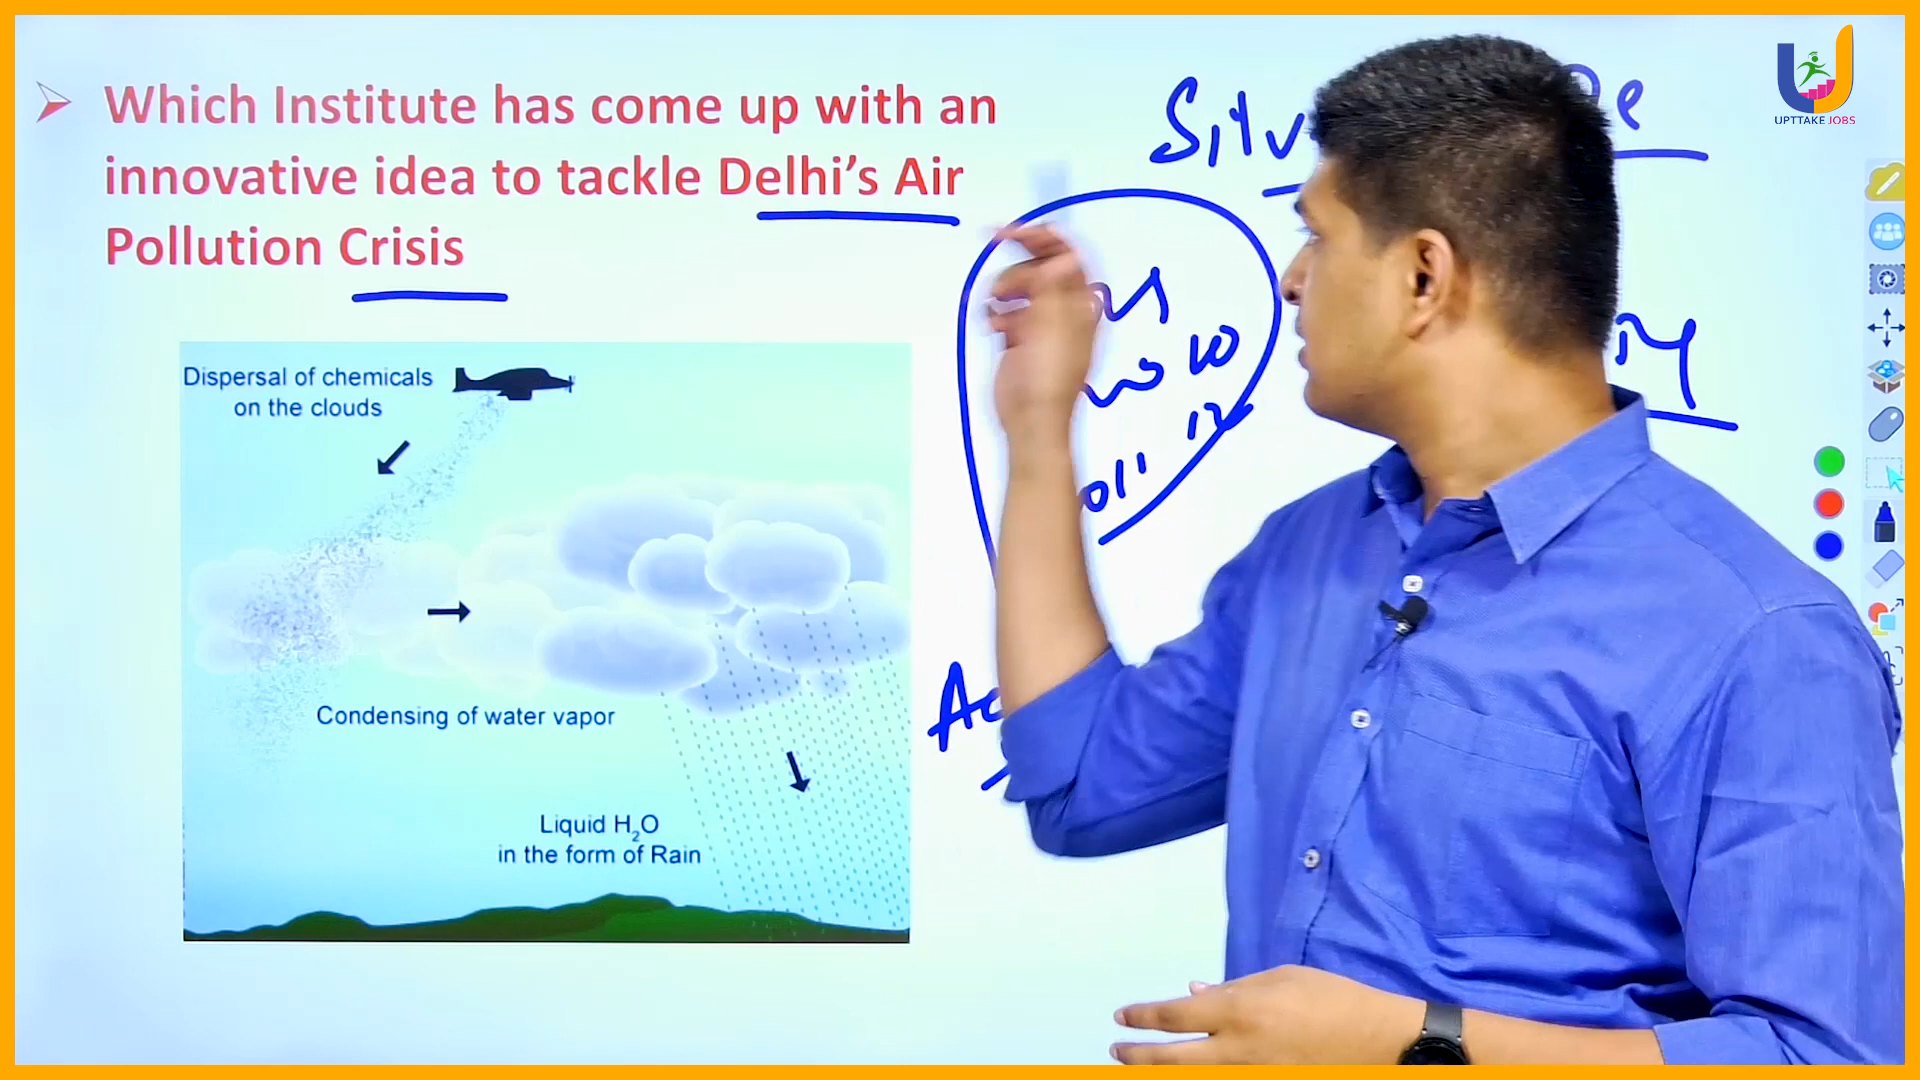 Which Institute has come up with an
innovative idea to tackle Delhi’s Air
Pollution Crisis
UPTTAKE JOBS
Dispersal of chemicals
on the clouds
Condensing of water vapor
Liquid H₂O
in the form of Rain